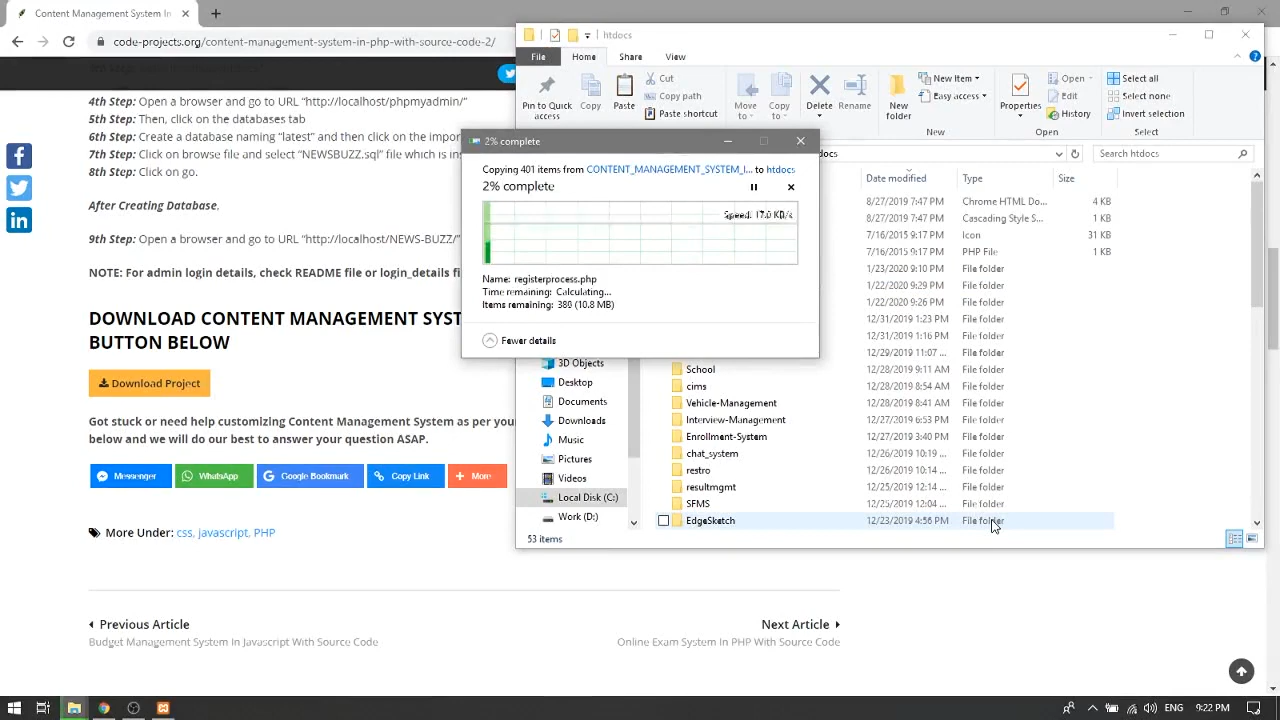 Content Management System In
code-projects.org/content-management-system-in-php-with-source-code-2/
4th Step: Open a browser and go to URL “http://localhost/phpmyadmin/”
5th Step: Then, click on the databases tab
6th Step: Create a database naming “latest” and then click on the impor
7th Step: Click on browse file and select “NEWSBUZZ.sql” file which is ins
8th Step: Click on go.
After Creating Database,
9th Step: Open a browser and go to URL “http://localhost/NEWS-BUZZ/”
NOTE: For admin login details, check README file or login_details fi
DOWNLOAD CONTENT MANAGEMENT SYST
BUTTON BELOW
Download Project
Got stuck or need help customizing Content Management System as per your
below and we will do our best to answer your question ASAP.
Messenger
WhatsApp
Google Bookmark
Copy Link
More
More Under: css, javascript, PHP
Previous Article
Budget Management System In Javascript With Source Code
Next Article
Online Exam System In PHP With Source Code
htdocs
File
Home
Share
View
Pin to Quick
access
Copy
Paste
Cut
Copy path
Paste shortcut
Move
to
Copy
to
Delete
Rename
New
folder
New Item
Easy access
New
Properties
Open
Edit
History
Open
Select all
Select none
Invert selection
Select
docs
Search htdocs
Date modified
Type
Size
8/27/2019 7:47 PM Chrome HTML Do... 4 KB
8/27/2019 7:47 PM Cascading Style S... 1 KB
7/16/2015 9:17 PM Icon 31 KB
7/16/2015 9:17 PM PHP File 1 KB
1/23/2020 9:10 PM File folder
1/22/2020 9:29 PM File folder
1/22/2020 9:26 PM File folder
12/31/2019 1:23 PM File folder
12/31/2019 1:16 PM File folder
12/29/2019 11:07 ... File folder
School 12/28/2019 9:11 AM File folder
cims 12/28/2019 8:54 AM File folder
Vehicle-Management 12/28/2019 8:41 AM File folder
Interview-Management 12/27/2019 6:53 PM File folder
Enrollment-System 12/27/2019 3:40 PM File folder
chat_system 12/26/2019 10:19 ... File folder
restro 12/26/2019 10:14 ... File folder
resultmgmt 12/25/2019 12:14 ... File folder
SFMS 12/25/2019 12:04 ... File folder
EdgeSketch 12/23/2019 4:56 PM File folder
3D Objects
Desktop
Documents
Downloads
Music
Pictures
Videos
Local Disk (C:)
Work (D:)
53 items
2% complete
Copying 401 items from CONTENT_MANAGEMENT_SYSTEM_I... to htdocs
2% complete
Name: registerprocess.php
Time remaining: Calculating...
Items remaining: 389 (10.8 MB)
Fewer details
ENG
9:22 PM